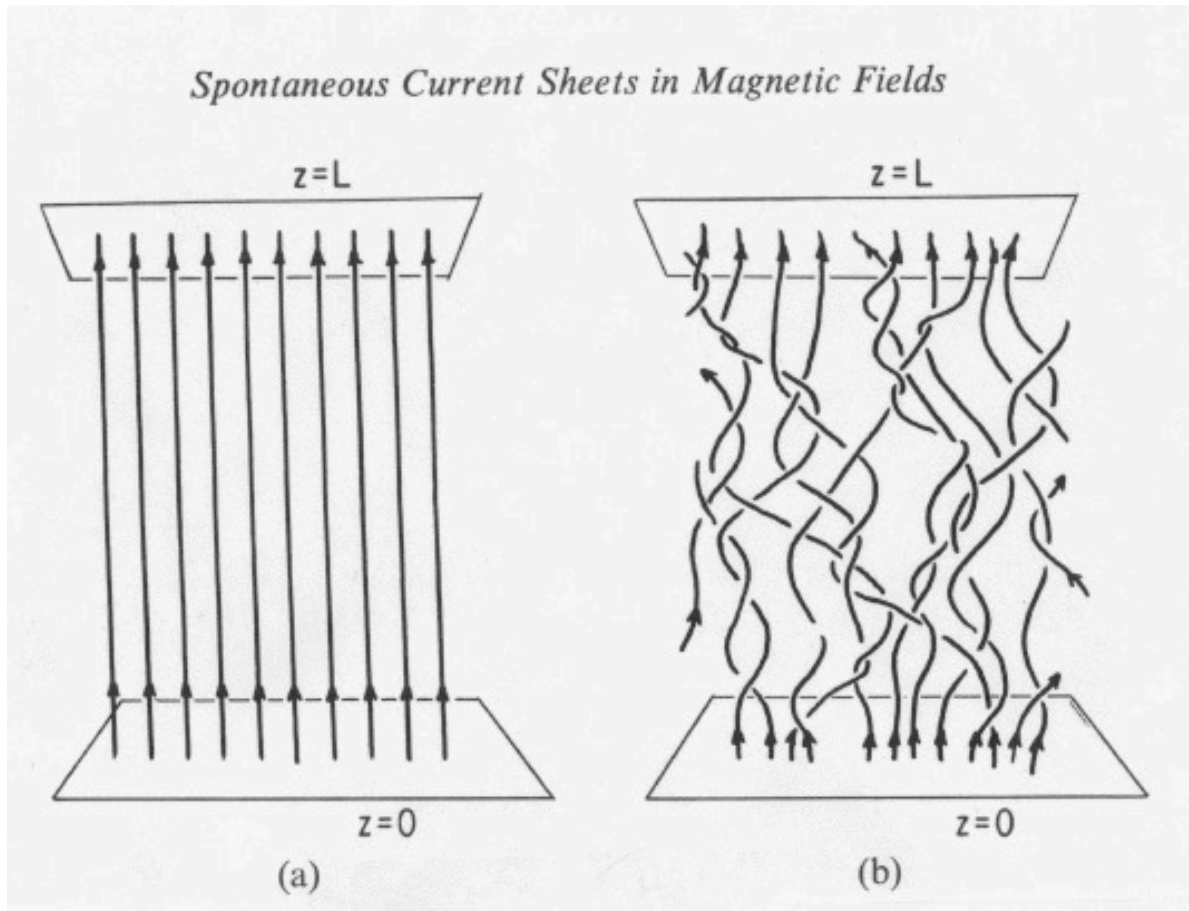 Spontaneous Current Sheets in Magnetic Fields
z=L
z=L
z=0
z=0
(a)
(b)